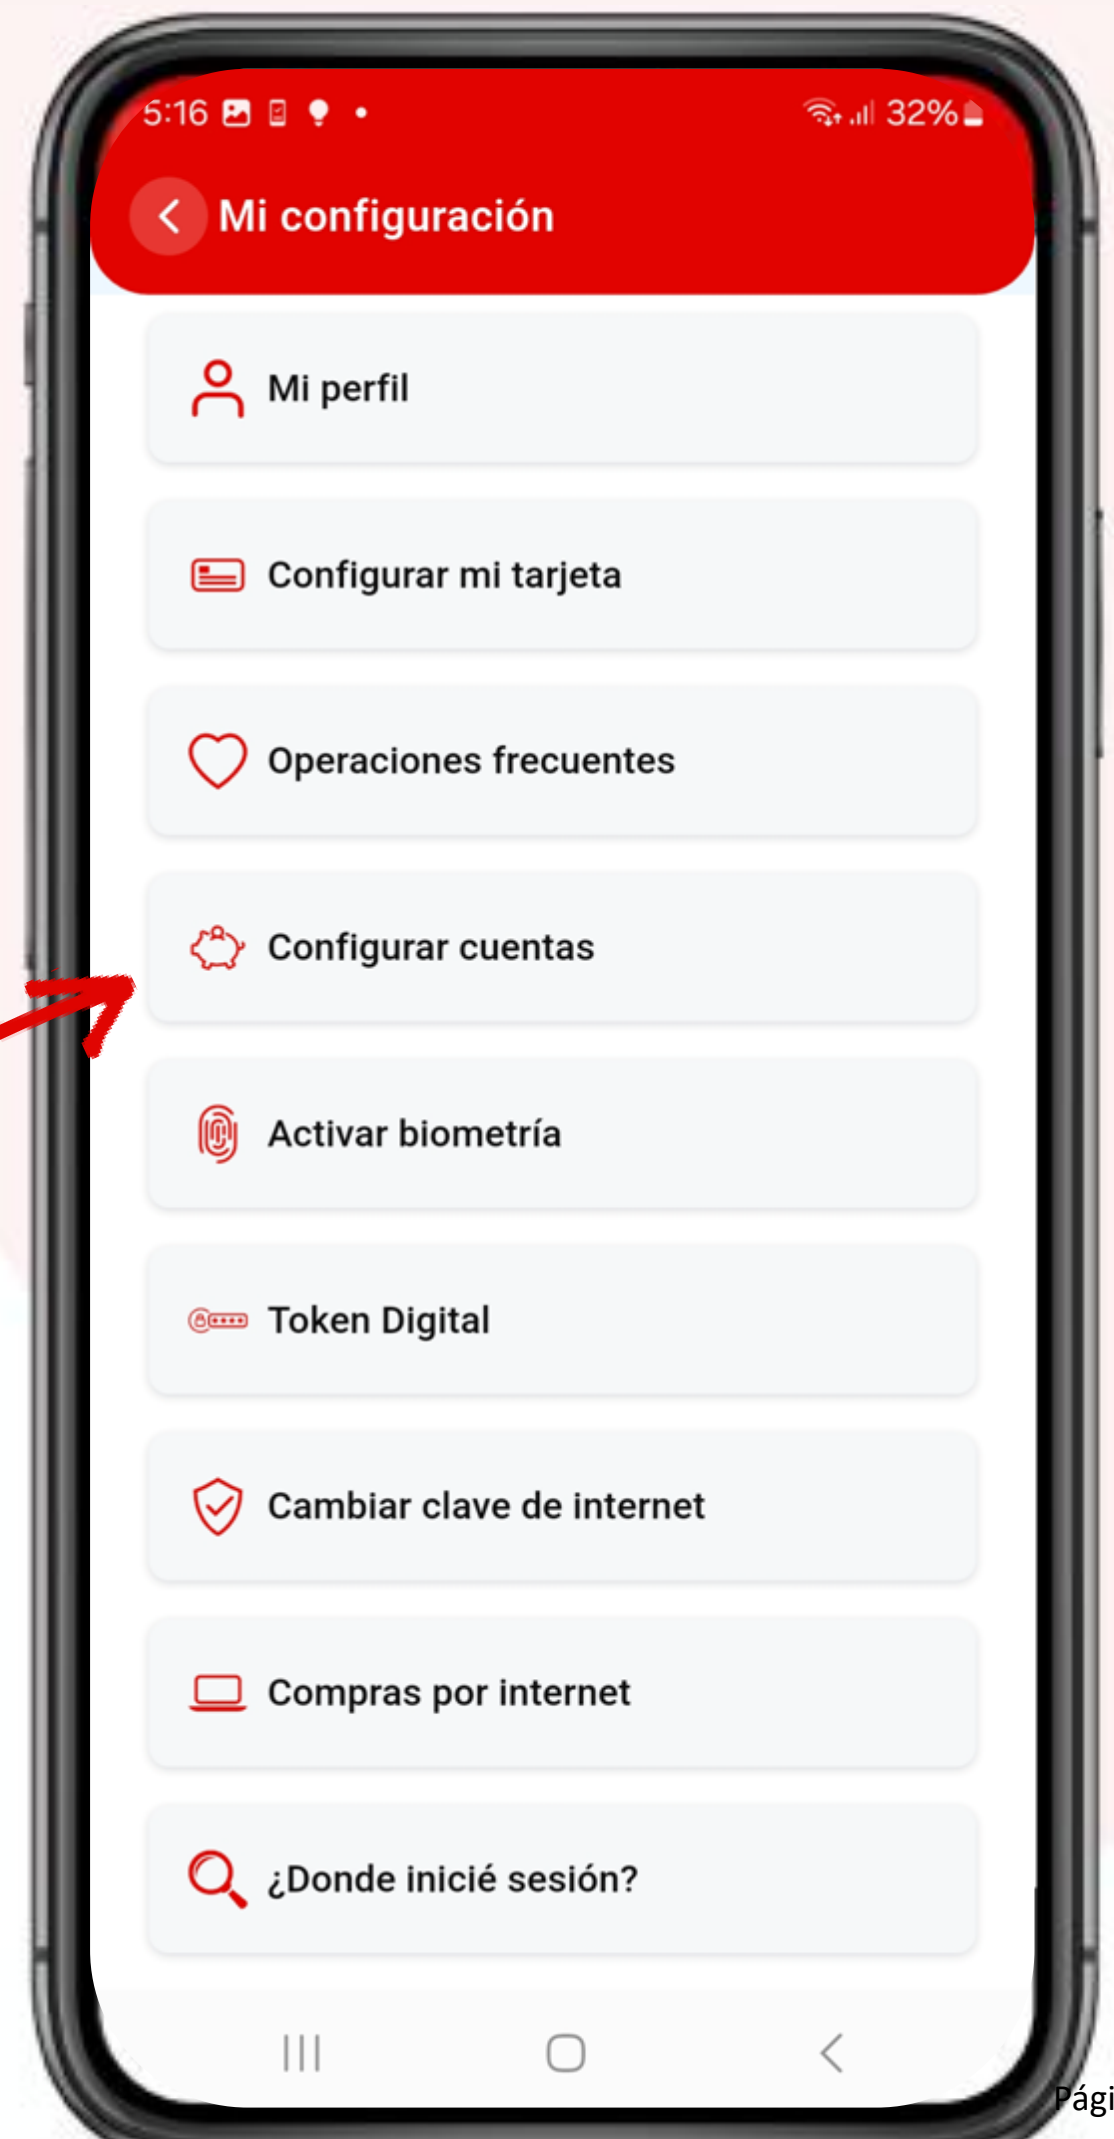 5:16
32%
Mi configuración
Mi perfil
Configurar mi tarjeta
Operaciones frecuentes
Configurar cuentas
Activar biometría
Token Digital
Cambiar clave de internet
Compras por internet
¿Donde inicié sesión?
Pági